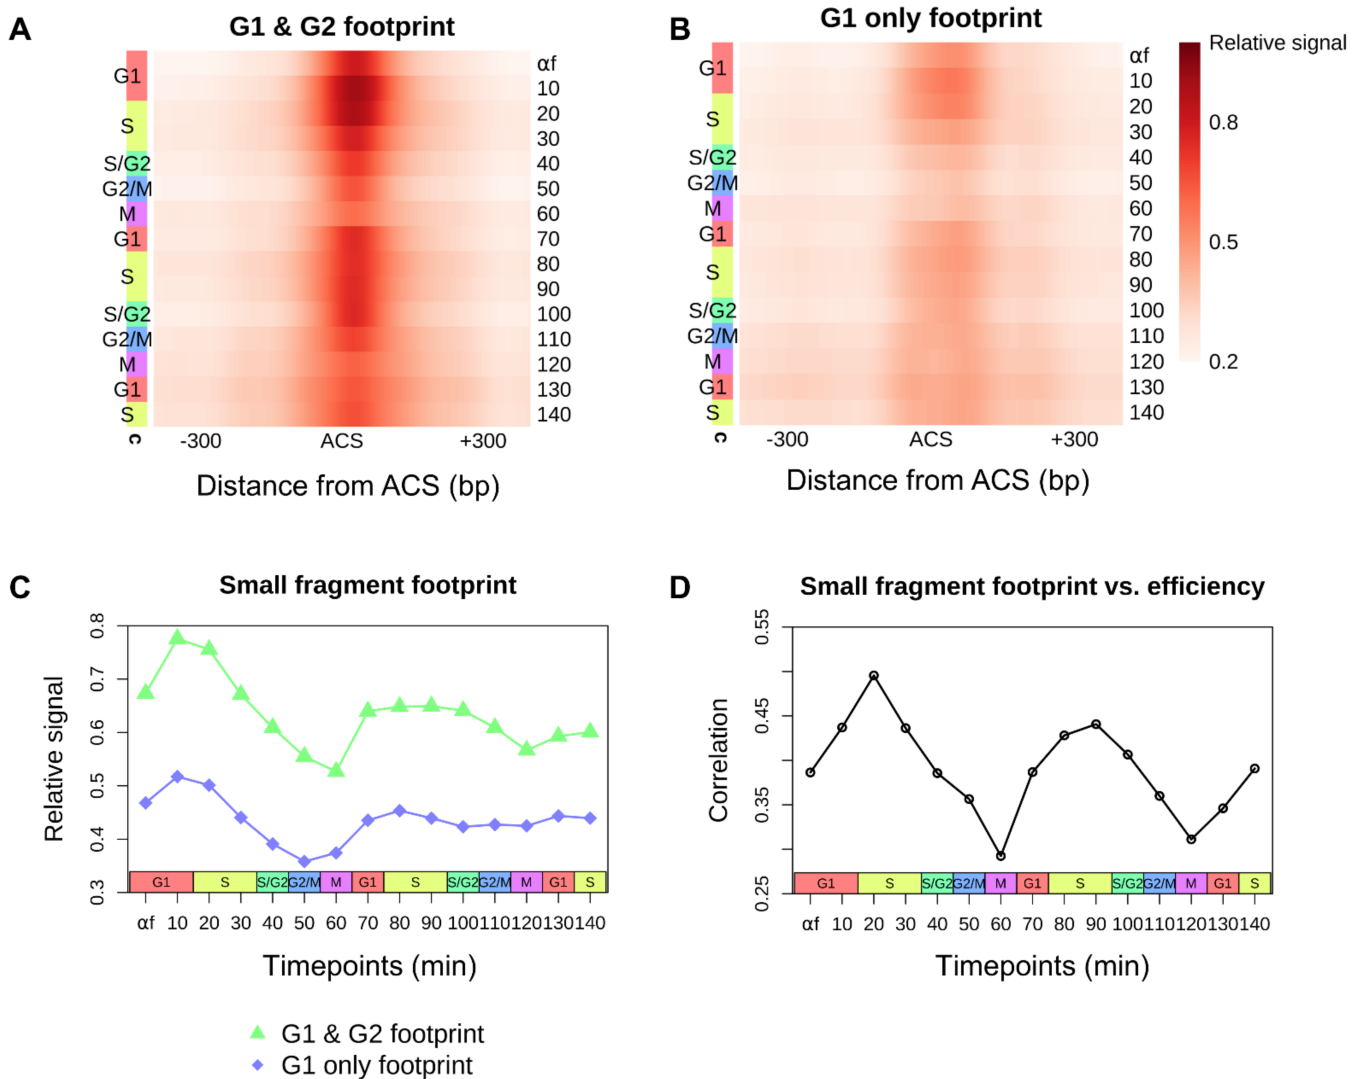 A
G1 & G2 footprint
G1
S
S/G2
G2/M
M
G1
S
S/G2
G2/M
M
G1
S
c
αf
10
20
30
40
50
60
70
80
90
100
110
120
130
140
-300 ACS +300
Distance from ACS (bp)
B
G1 only footprint
G1
S
S/G2
G2/M
M
G1
S
S/G2
G2/M
M
G1
S
c
αf
10
20
30
40
50
60
70
80
90
100
110
120
130
140
-300 ACS +300
Distance from ACS (bp)
Relative signal
0.8
0.5
0.2
C
Small fragment footprint
Relative signal
0.8
0.7
0.6
0.5
0.4
0.3
G1 S S/G2 G2/M M G1 S S/G2 G2/M M G1 S
αf 10 20 30 40 50 60 70 80 90 100 110 120 130 140
Timepoints (min)
G1 & G2 footprint
G1 only footprint
D
Small fragment footprint vs. efficiency
Correlation
0.55
0.45
0.35
0.25
G1 S S/G2 G2/M M G1 S S/G2 G2/M M G1 S
αf 10 20 30 40 50 60 70 80 90 100 110 120 130 140
Timepoints (min)